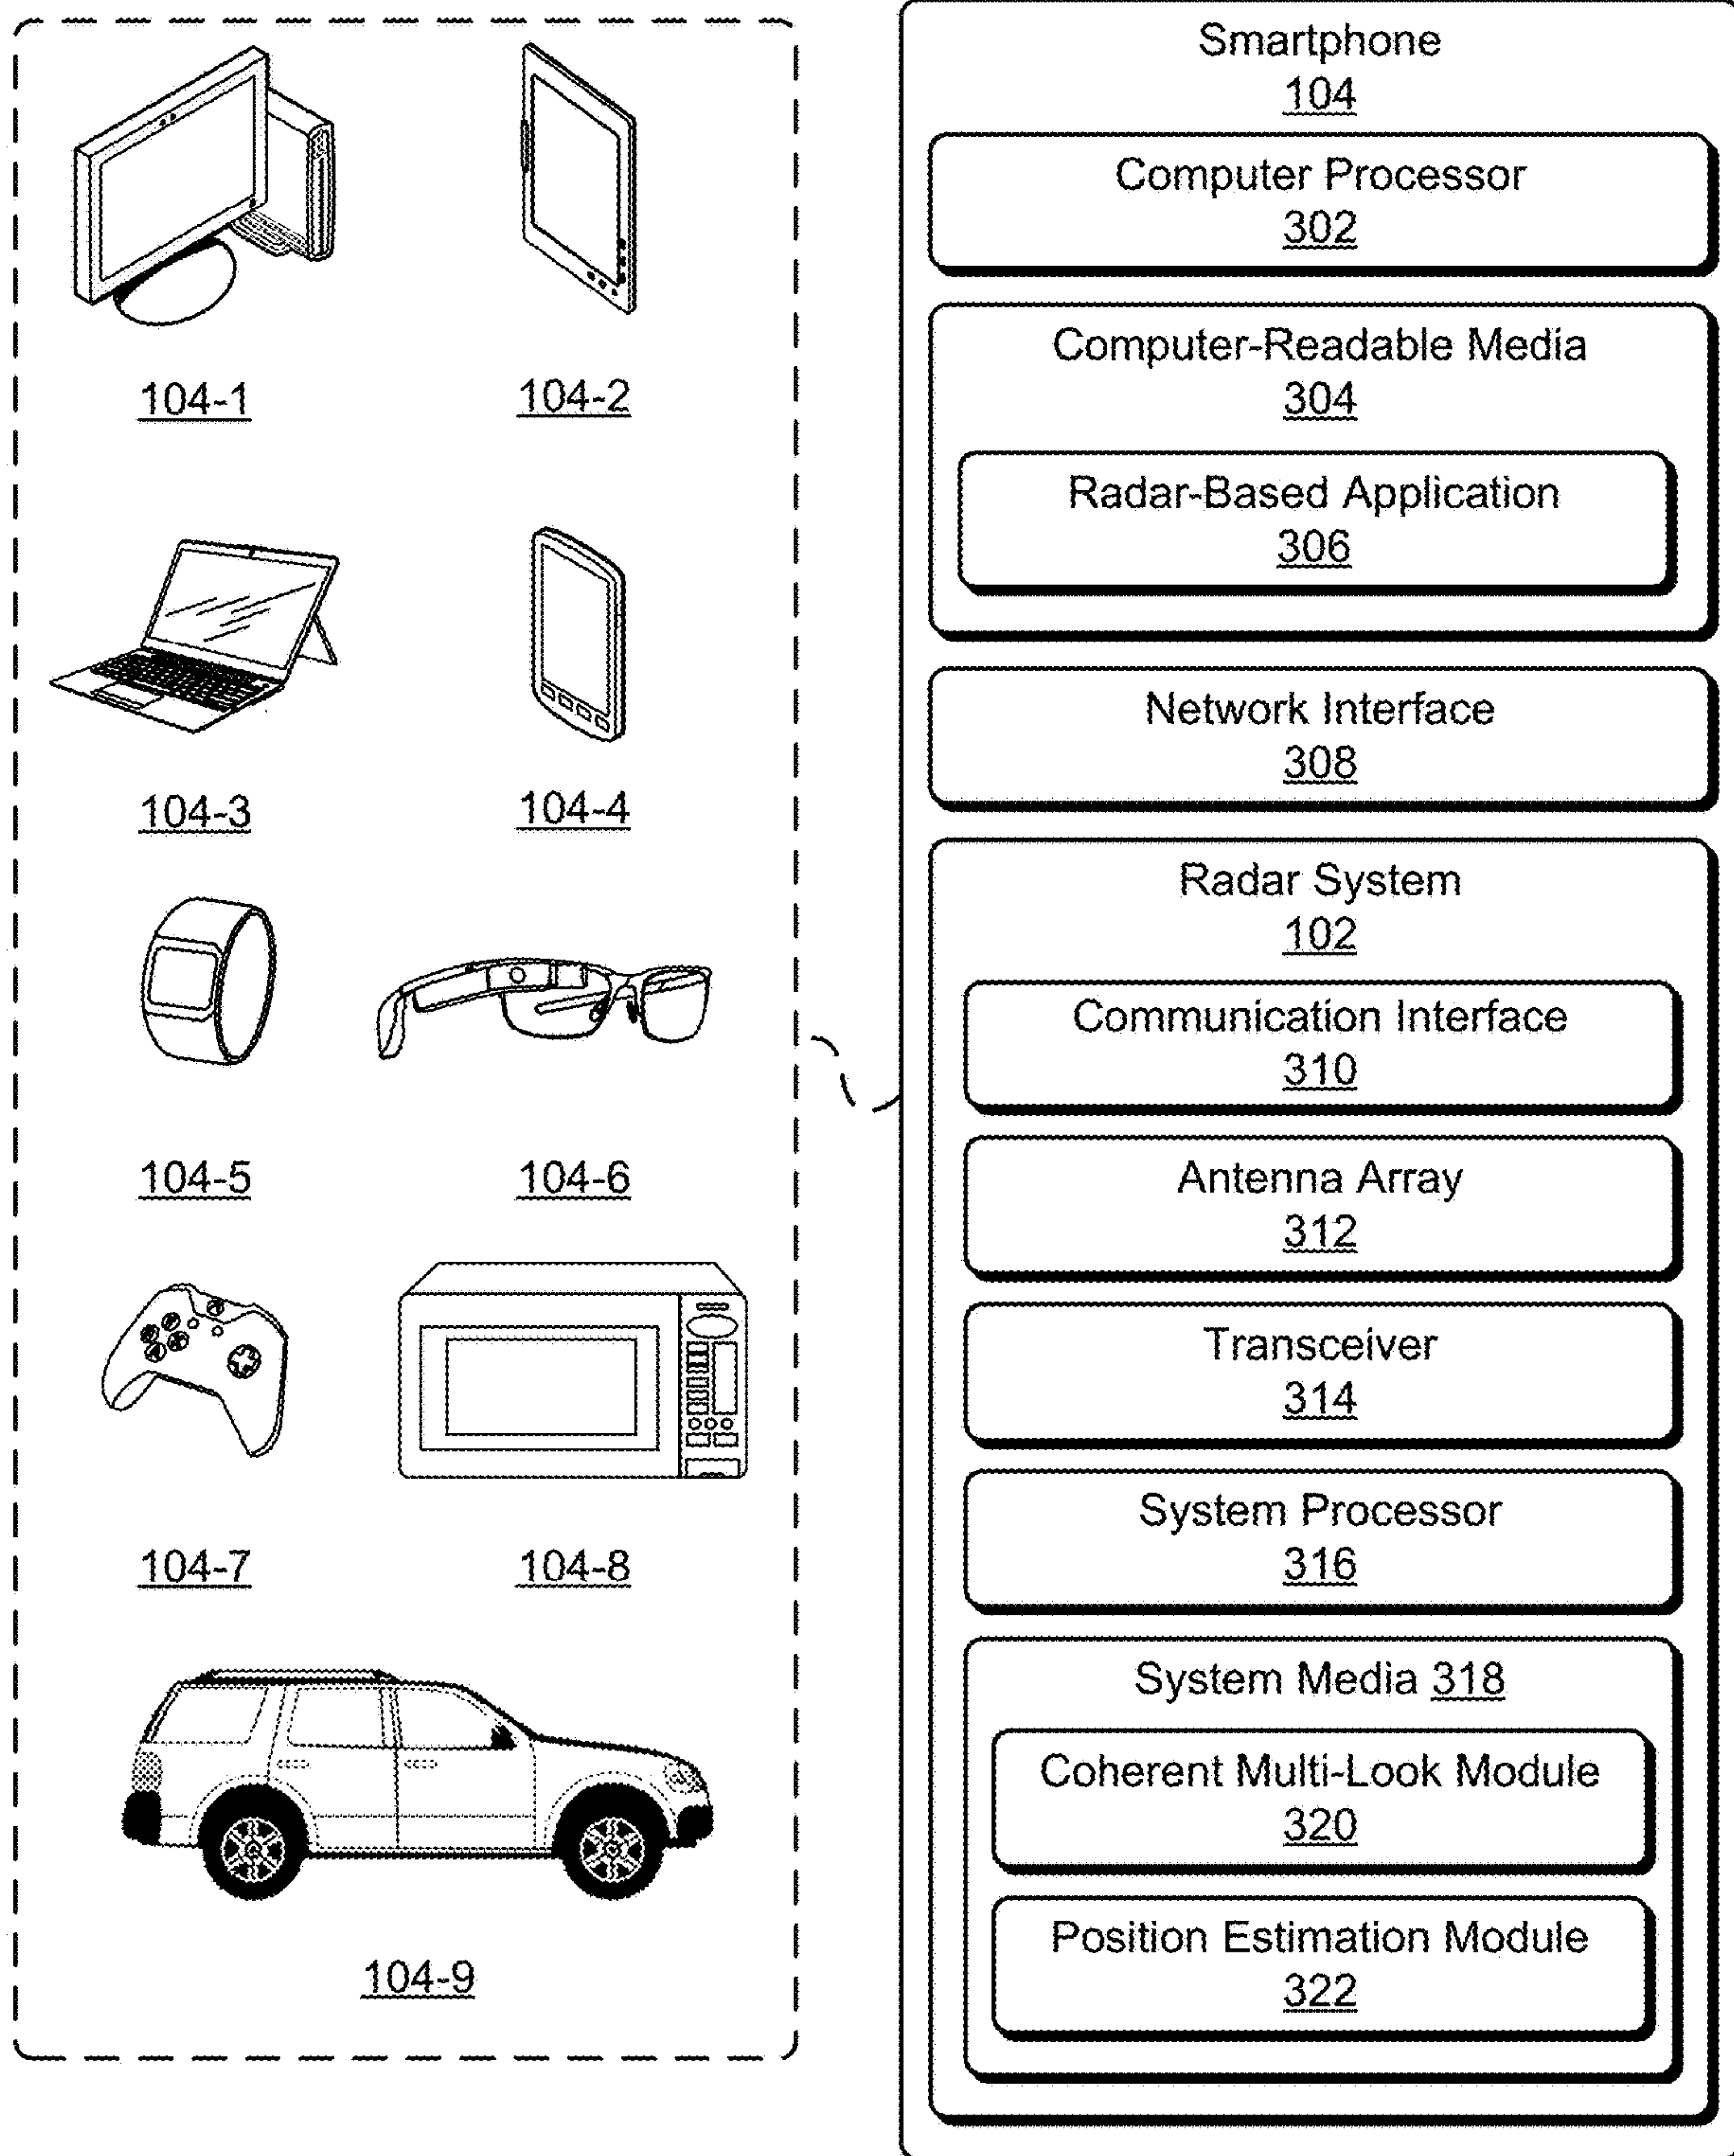 104-1
104-2
104-3
104-4
104-5
104-6
104-7
104-8
104-9
Smartphone
104
Computer Processor
302
Computer-Readable Media
304
Radar-Based Application
306
Network Interface
308
Radar System
102
Communication Interface
310
Antenna Array
312
Transceiver
314
System Processor
316
System Media 318
Coherent Multi-Look Module
320
Position Estimation Module
322